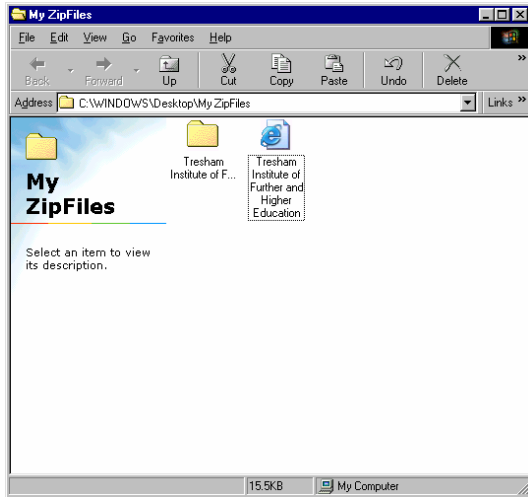 My ZipFiles
File Edit View Go Favorites Help
Back Forward Up Cut Copy Paste Undo Delete »
Address C:\WINDOWS\Desktop\My ZipFiles Links »
My
ZipFiles
Select an item to view
its description.
Tresham
Institute of F...
Tresham
Institute of
Further and
Higher
Education
15.5KB My Computer